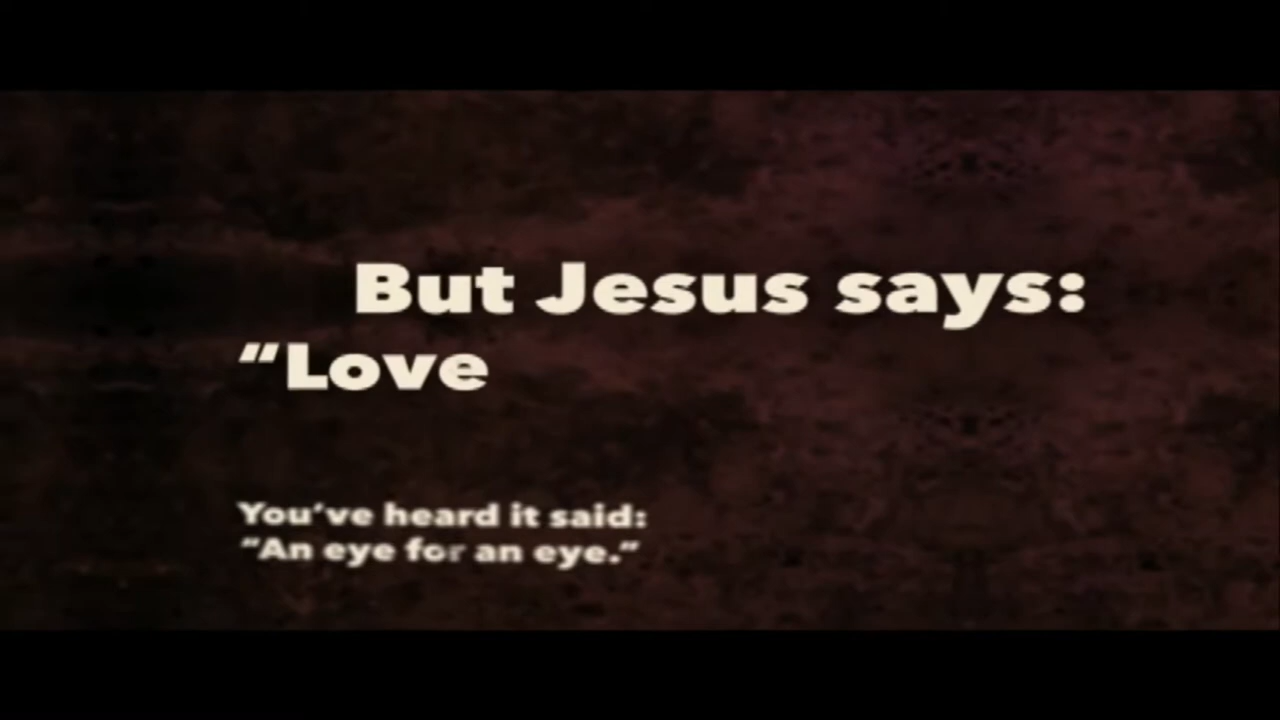 But Jesus says:
“Love
You’ve heard it said:
“An eye for an eye.”